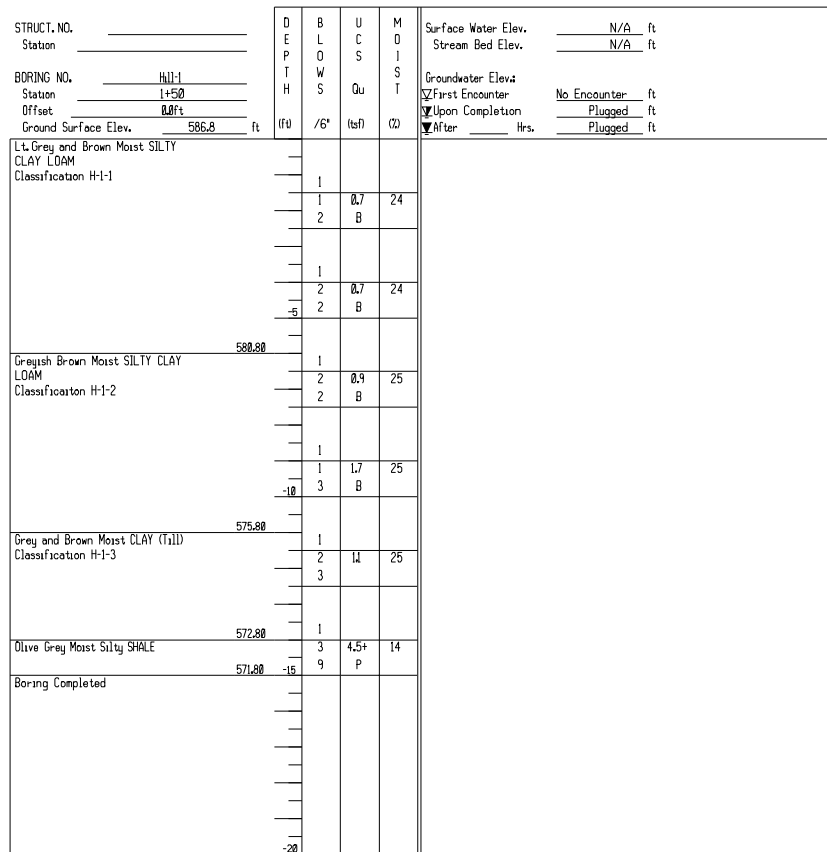 STRUCT. NO.
Station
BORING NO. Hill-1
Station 1+50
Offset 0.0ft
Ground Surface Elev. 586.8 ft
DEPTH (ft)
BLOWS /6"
UCS Qu (tsf)
MOIST (%)
Surface Water Elev. N/A ft
Stream Bed Elev. N/A ft
Groundwater Elev.:
First Encounter No Encounter ft
Upon Completion Plugged ft
After Hrs. Plugged ft
Lt. Grey and Brown Moist SILTY
CLAY LOAM
Classification H-1-1
1
1 0.7 24
2 B
1
2 0.7 24
-5 2 B
580.80
Greyish Brown Moist SILTY CLAY 1
LOAM 2 0.9 25
Classificaiton H-1-2 2 B
1
1 1.7 25
-10 3 B
575.80
Grey and Brown Moist CLAY (Till) 1
Classification H-1-3 2 1.1 25
3
572.80 1
Olive Grey Moist Silty SHALE 3 4.5+ 14
571.80 -15 9 P
Boring Completed
-20